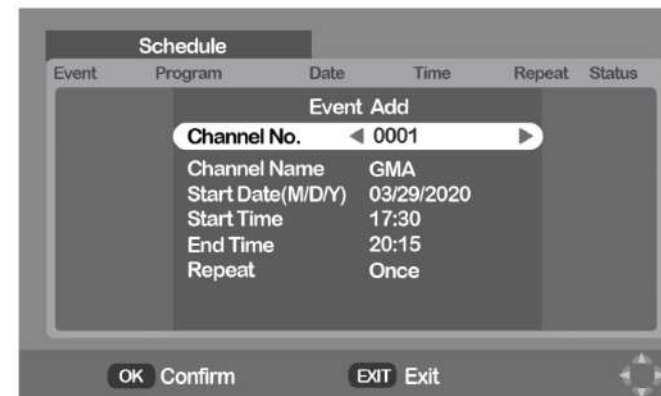 Schedule
Event Program Date Time Repeat Status
Event Add
Channel No. 0001
Channel Name GMA
Start Date(M/D/Y) 03/29/2020
Start Time 17:30
End Time 20:15
Repeat Once
OK Confirm EXIT Exit